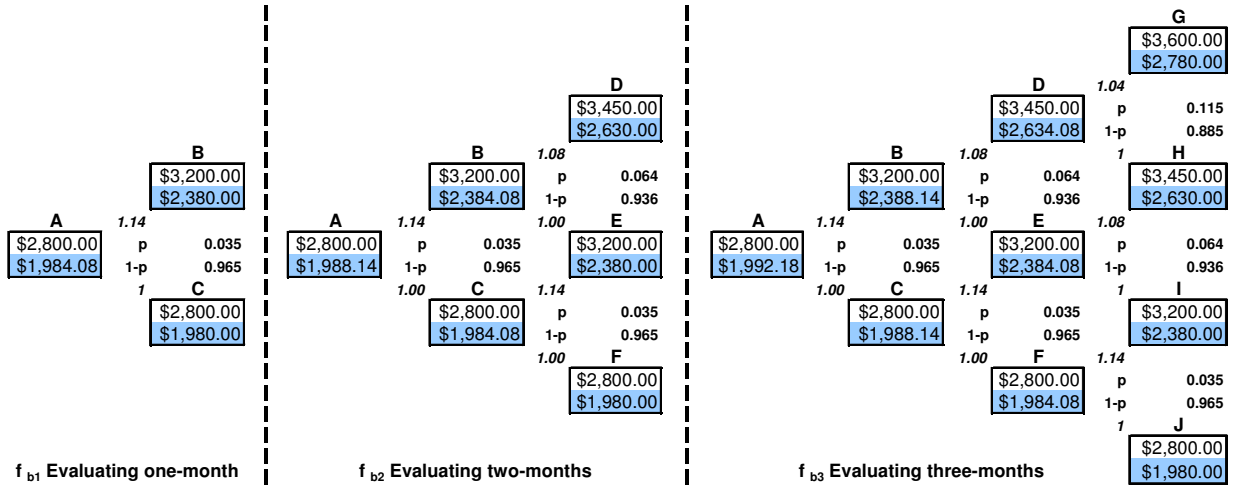 G
$3,600.00
$2,780.00
D D 1.04
$3,450.00 $3,450.00 p 0.115
$2,630.00 $2,634.08 1-p 0.885
B B 1.08 B 1.08 1 H
$3,200.00 $3,200.00 p 0.064 $3,200.00 p 0.064 $3,450.00
$2,380.00 $2,384.08 1-p 0.936 $2,388.14 1-p 0.936 $2,630.00
A 1.14 A 1.14 1.00 E A 1.14 1.00 E 1.08
$2,800.00 p 0.035 $2,800.00 p 0.035 $3,200.00 $2,800.00 p 0.035 $3,200.00 p 0.064
$1,984.08 1-p 0.965 $1,988.14 1-p 0.965 $2,380.00 $1,992.18 1-p 0.965 $2,384.08 1-p 0.936
1 C 1.00 C 1.14 1.00 C 1.14 1 I
$2,800.00 $2,800.00 p 0.035 $2,800.00 p 0.035 $3,200.00
$1,980.00 $1,984.08 1-p 0.965 $1,988.14 1-p 0.965 $2,380.00
1.00 F 1.00 F 1.14
$2,800.00 $2,800.00 p 0.035
$1,980.00 $1,984.08 1-p 0.965
1 J
$2,800.00
f b1 Evaluating one-month f b2 Evaluating two-months f b3 Evaluating three-months $1,980.00